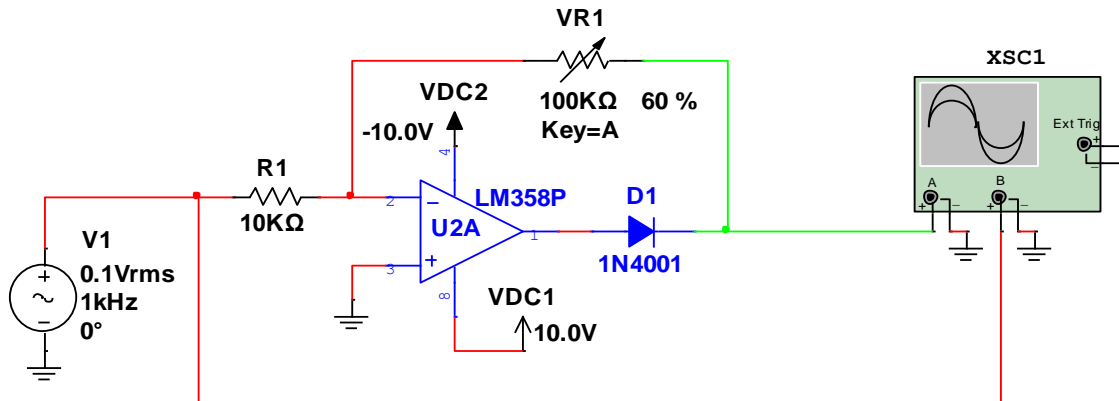 VR1
XSC1
100KΩ 60 %
Key=A
VDC2
-10.0V
Ext Trig
+
−
4
R1
10KΩ
2
−
LM358P
U2A
1
D1
1N4001
A
B
+ − + −
V1
+
0.1Vrms
1kHz
0°
−
3
+
8
VDC1
10.0V